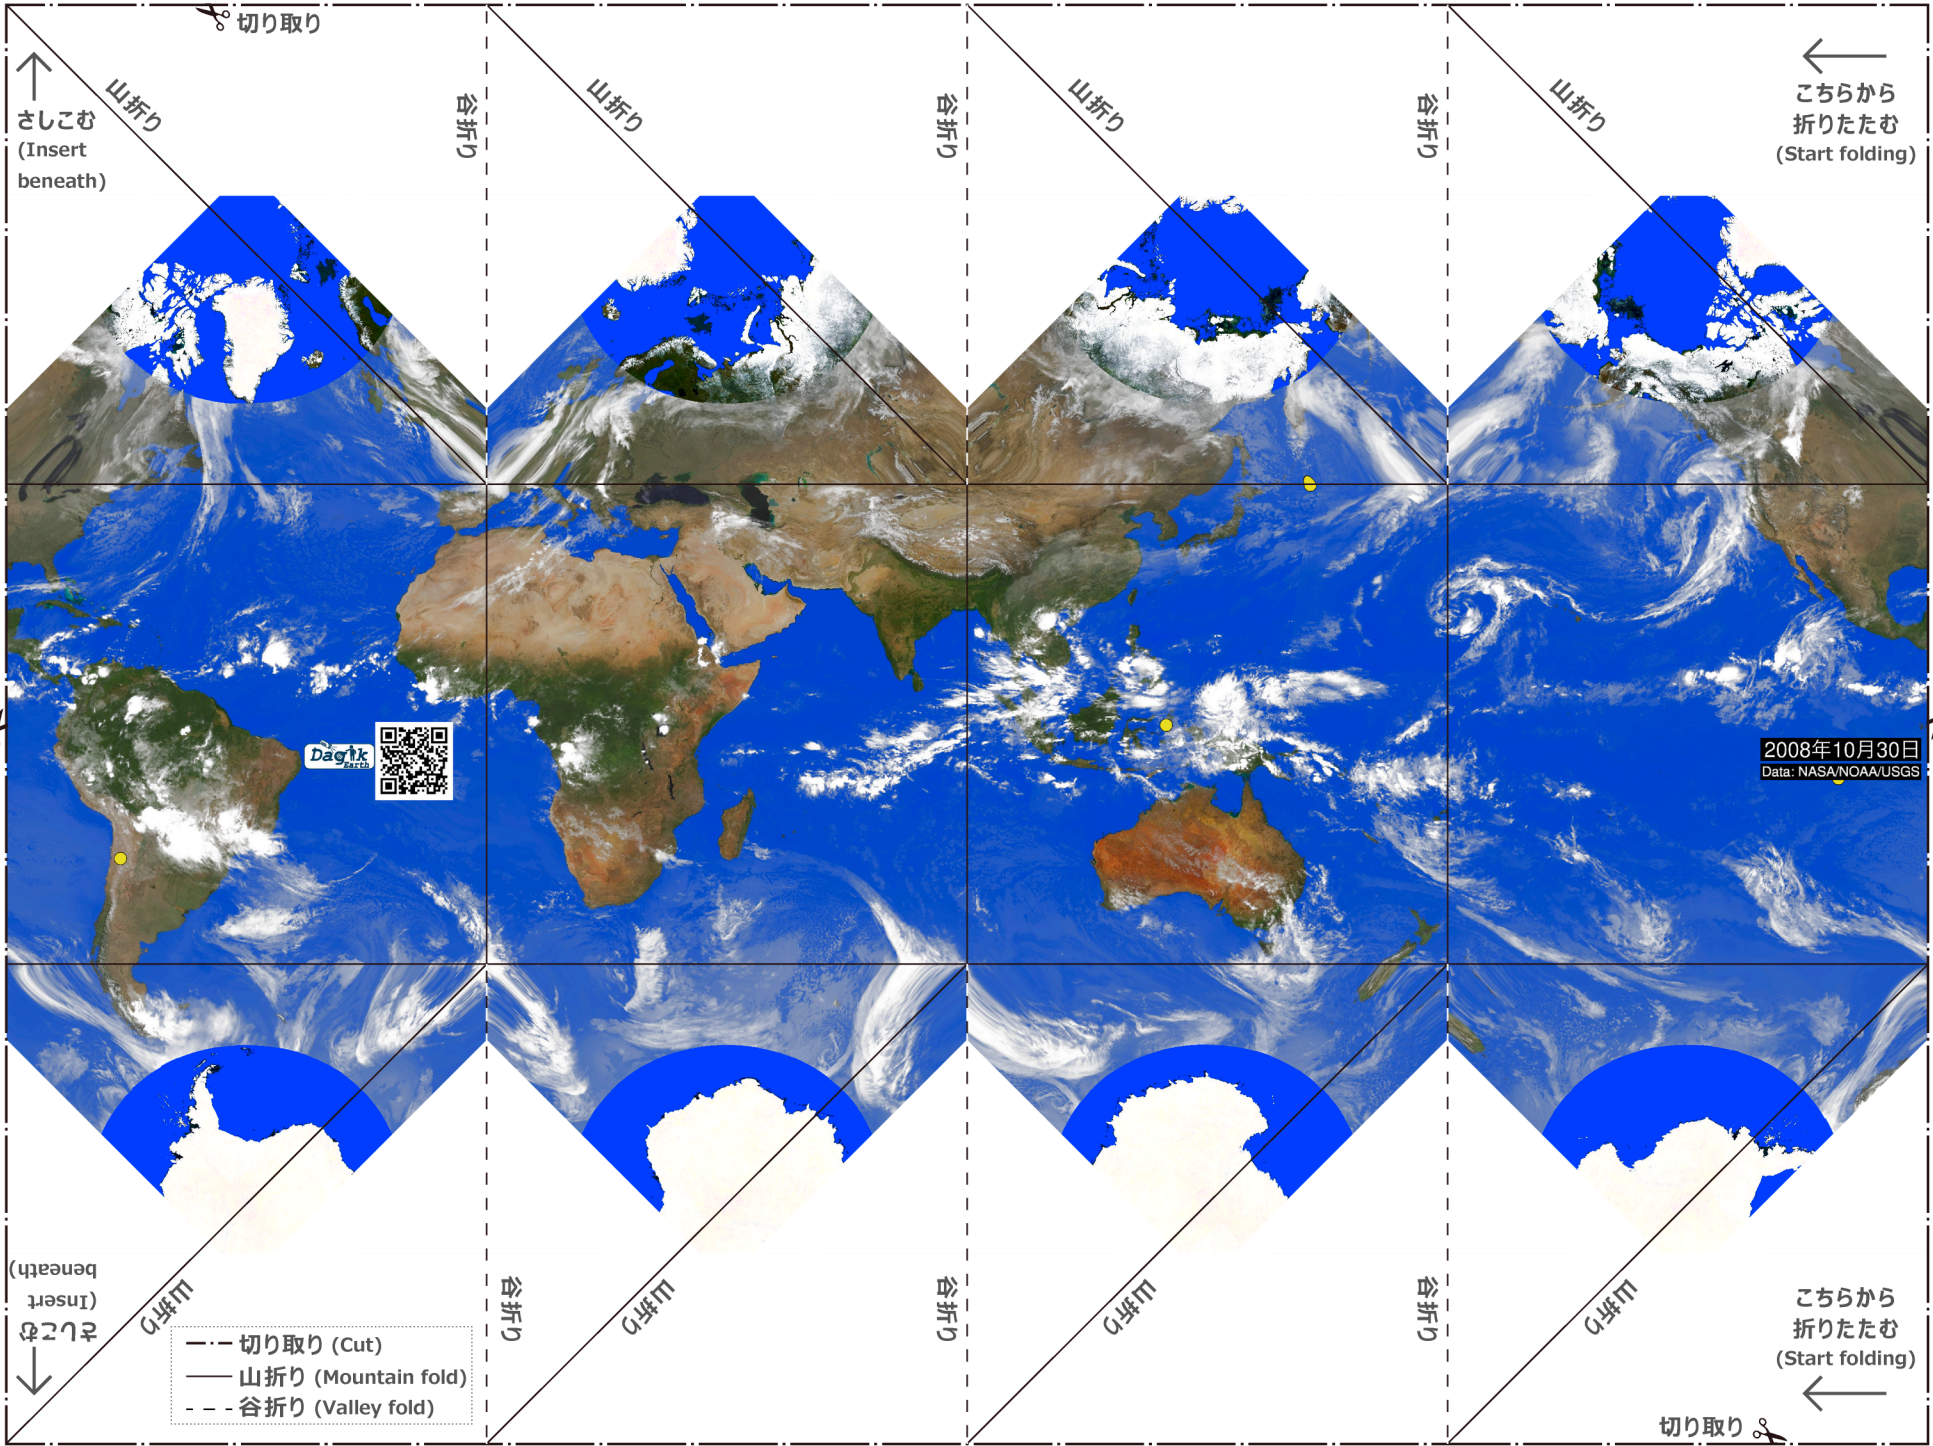 切り取り
山折り
谷折り
山折り
谷折り
山折り
谷折り
山折り
さしこむ
(Insert
beneath)
こちらから
折りたたむ
(Start folding)
Dagik
Earth
2008年10月30日
Data: NASA/NOAA/USGS
さしこむ
(Insert
beneath)
山折り
谷折り
山折り
谷折り
山折り
谷折り
山折り
こちらから
折りたたむ
(Start folding)
切り取り (Cut)
山折り (Mountain fold)
谷折り (Valley fold)
切り取り